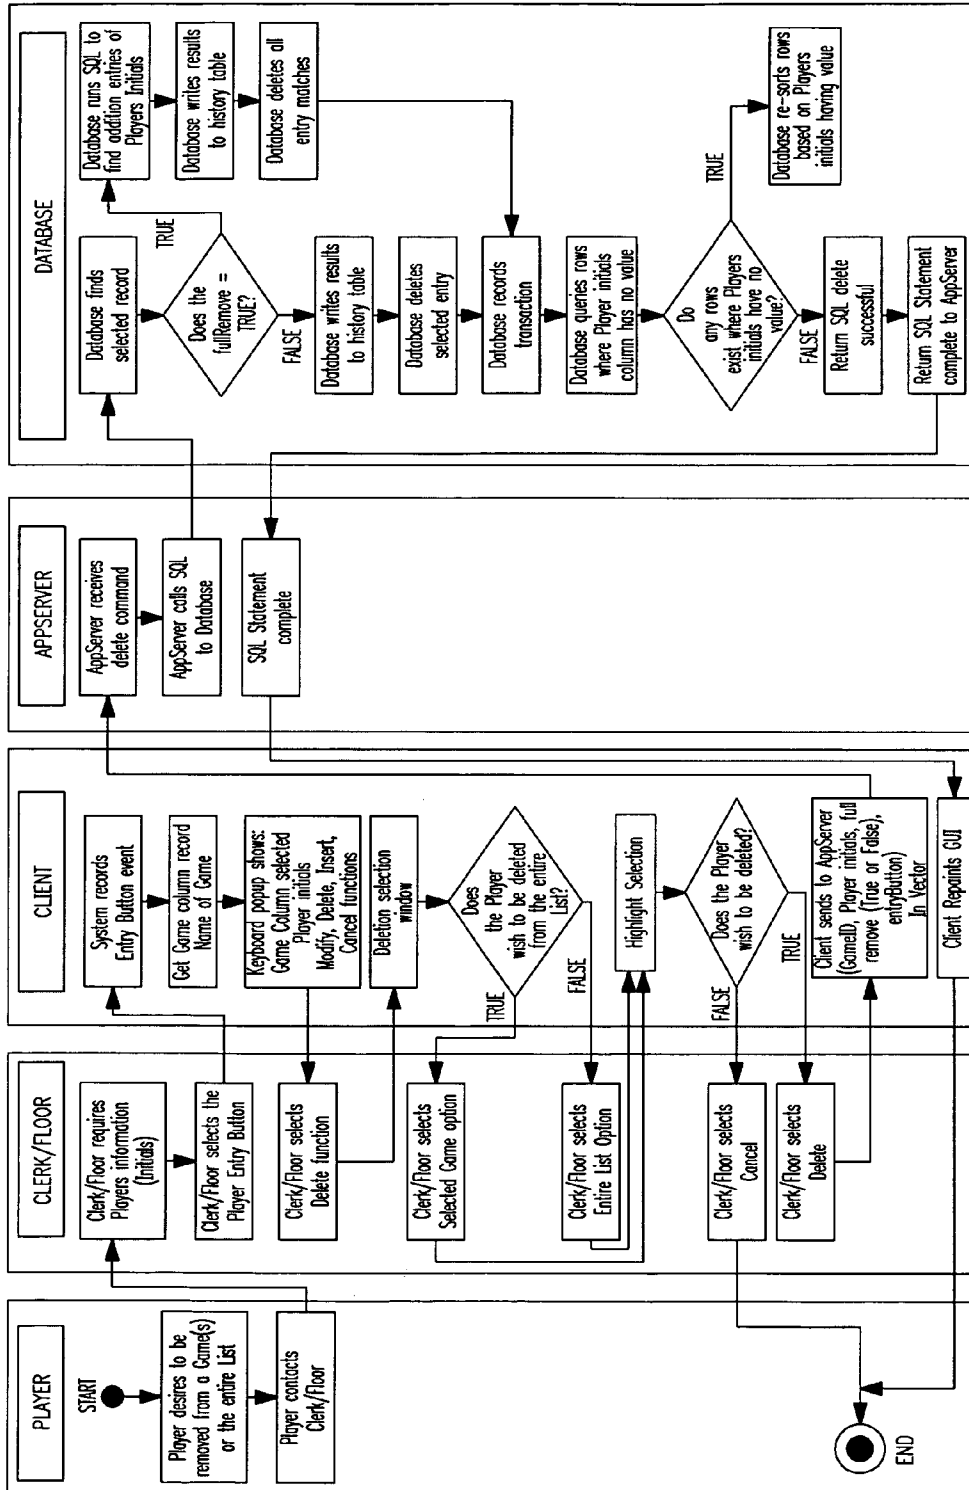 PLAYER
START
Player desires to be
removed from a Game(s)
or the entire List
Player contacts
Clerk/Floor
END
CLERK/FLOOR
Clerk/Floor requires
Players information
(Initials)
Clerk/Floor selects the
Player Entry Button
Clerk/Floor selects
Delete function
Clerk/Floor selects
Selected Game option
Clerk/Floor selects
Entire List Option
Clerk/Floor selects
Cancel
Clerk/Floor selects
Delete
CLIENT
System records
Entry Button event
Get Game column record
Name of Game
Keyboard popup shows:
Game Column selected
Player initials
Modify, Delete, Insert,
Cancel functions
Deletion selection
window
Does
the Player
wish to be deleted
from the entire
List?
TRUE
FALSE
Highlight Selection
Does the Player
wish to be deleted?
FALSE
TRUE
Client sends to AppServer
(GameID, Player initials, full
remove (True or False),
entrybutton)
In Vector
Client Repaints GUI
APPSERVER
AppServer receives
delete command
AppServer calls SQL
to Database
SQL Statement
complete
DATABASE
Database finds
selected record
Does the
fullRemove =
TRUE?
TRUE
FALSE
Database runs SQL to
find addition entries of
Players Initials
Database writes results
to history table
Database deletes all
entry matches
Database writes results
to history table
Database deletes
selected entry
Database records
transaction
Database queries rows
where Player initials
column has no value
Do
any rows
exist where Players
initials have no
value?
TRUE
FALSE
Database re-sorts rows
based on Players
initials having value
Return SQL delete
successful
Return SQL Statement
complete to AppServer